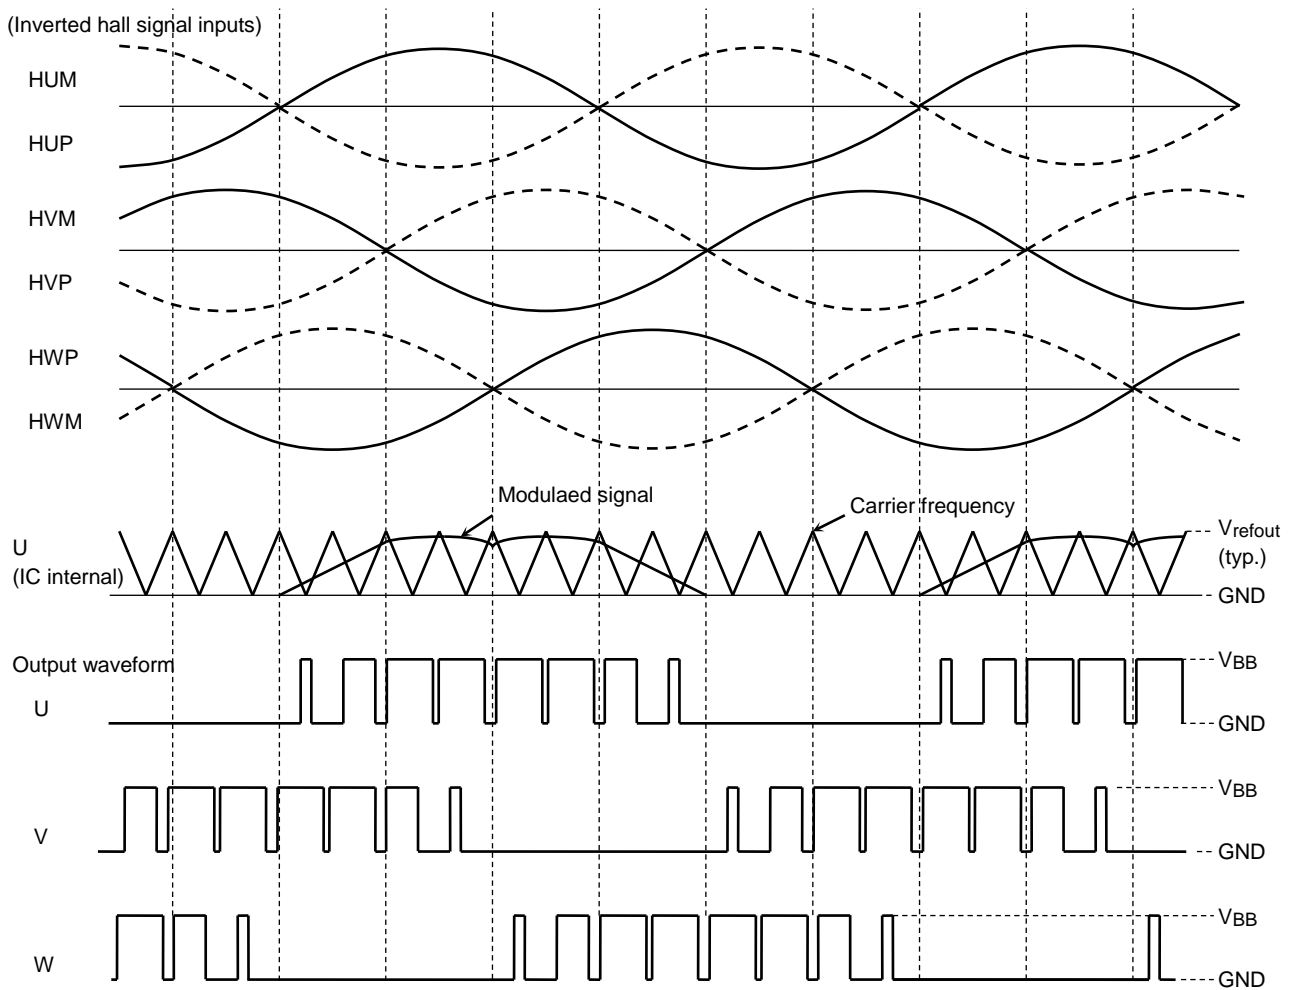 (Inverted hall signal inputs)
HUM
HUP
HVM
HVP
HWP
HWM
Modulaed signal
Carrier frequency
U
(IC internal)
Vrefout
(typ.)
GND
Output waveform
U
VBB
GND
V
VBB
GND
W
VBB
GND